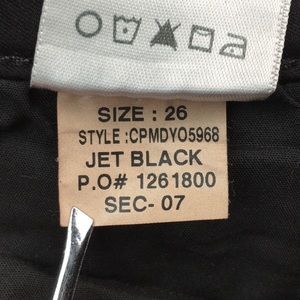 SIZE : 26
STYLE :CPMDYO5968
JET BLACK
P.O# 1261800
SEC- 07